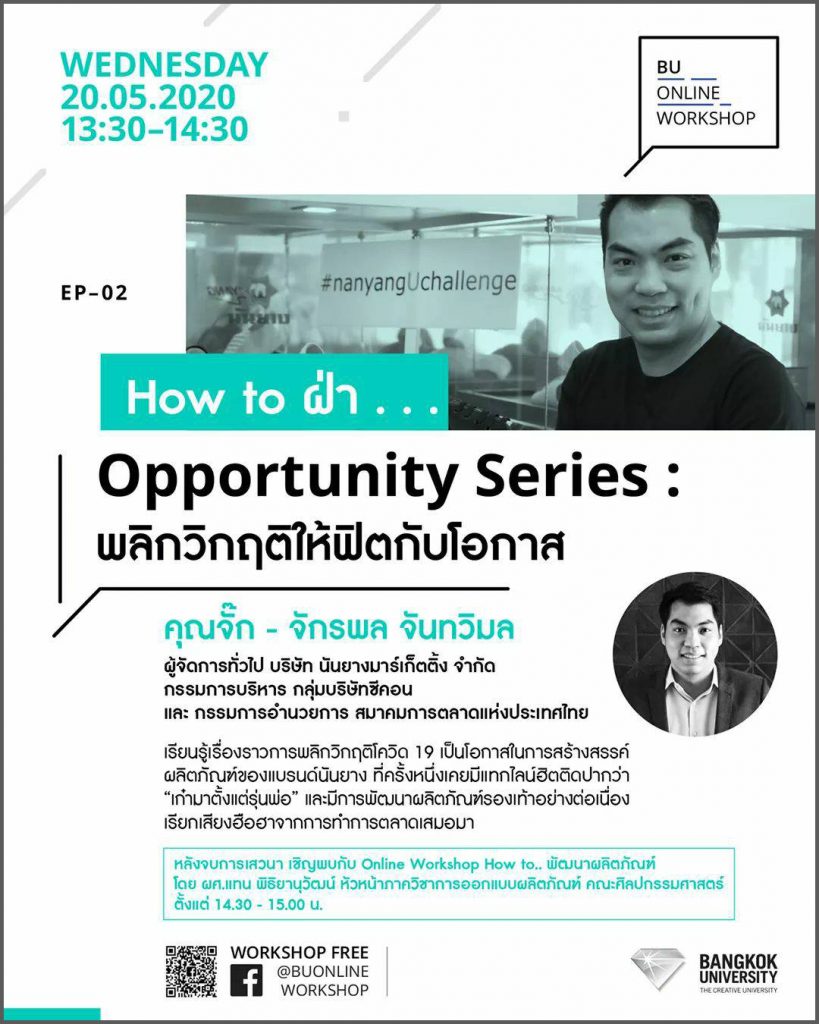 WEDNESDAY
20.05.2020
13:30–14:30
BU
ONLINE
WORKSHOP
#nanyangUchallenge
นันยาง
EP–02
How to ฝ่า . . .
Opportunity Series :
พลิกวิกฤติให้ฟิตกับโอกาส
คุณจั๊ก - จักรพล จันทวิมล
ผู้จัดการทั่วไป บริษัท นันยางมาร์เก็ตติ้ง จำกัด
กรรมการบริหาร กลุ่มบริษัทซีคอน
และ กรรมการอำนวยการ สมาคมการตลาดแห่งประเทศไทย
เรียนรู้เรื่องราวการพลิกวิกฤติโควิด 19 เป็นโอกาสในการสร้างสรรค์
ผลิตภัณฑ์ของแบรนด์นันยาง ที่ครั้งหนึ่งเคยมีแทกไลน์ฮิตติดปากว่า
“เก๋ามาตั้งแต่รุ่นพ่อ” และมีการพัฒนาผลิตภัณฑ์รองเท้าอย่างต่อเนื่อง
เรียกเสียงฮือฮาจากการทำการตลาดเสมอมา
หลังจบการเสวนา เชิญพบกับ Online Workshop How to.. พัฒนาผลิตภัณฑ์
โดย ผศ.แทน พิธิยานุวัฒน์ หัวหน้าภาควิชาการออกแบบผลิตภัณฑ์ คณะศิลปกรรมศาสตร์
ตั้งแต่ 14.30 - 15.00 น.
WORKSHOP FREE
@BUONLINE
WORKSHOP
BANGKOK
UNIVERSITY
THE CREATIVE UNIVERSITY